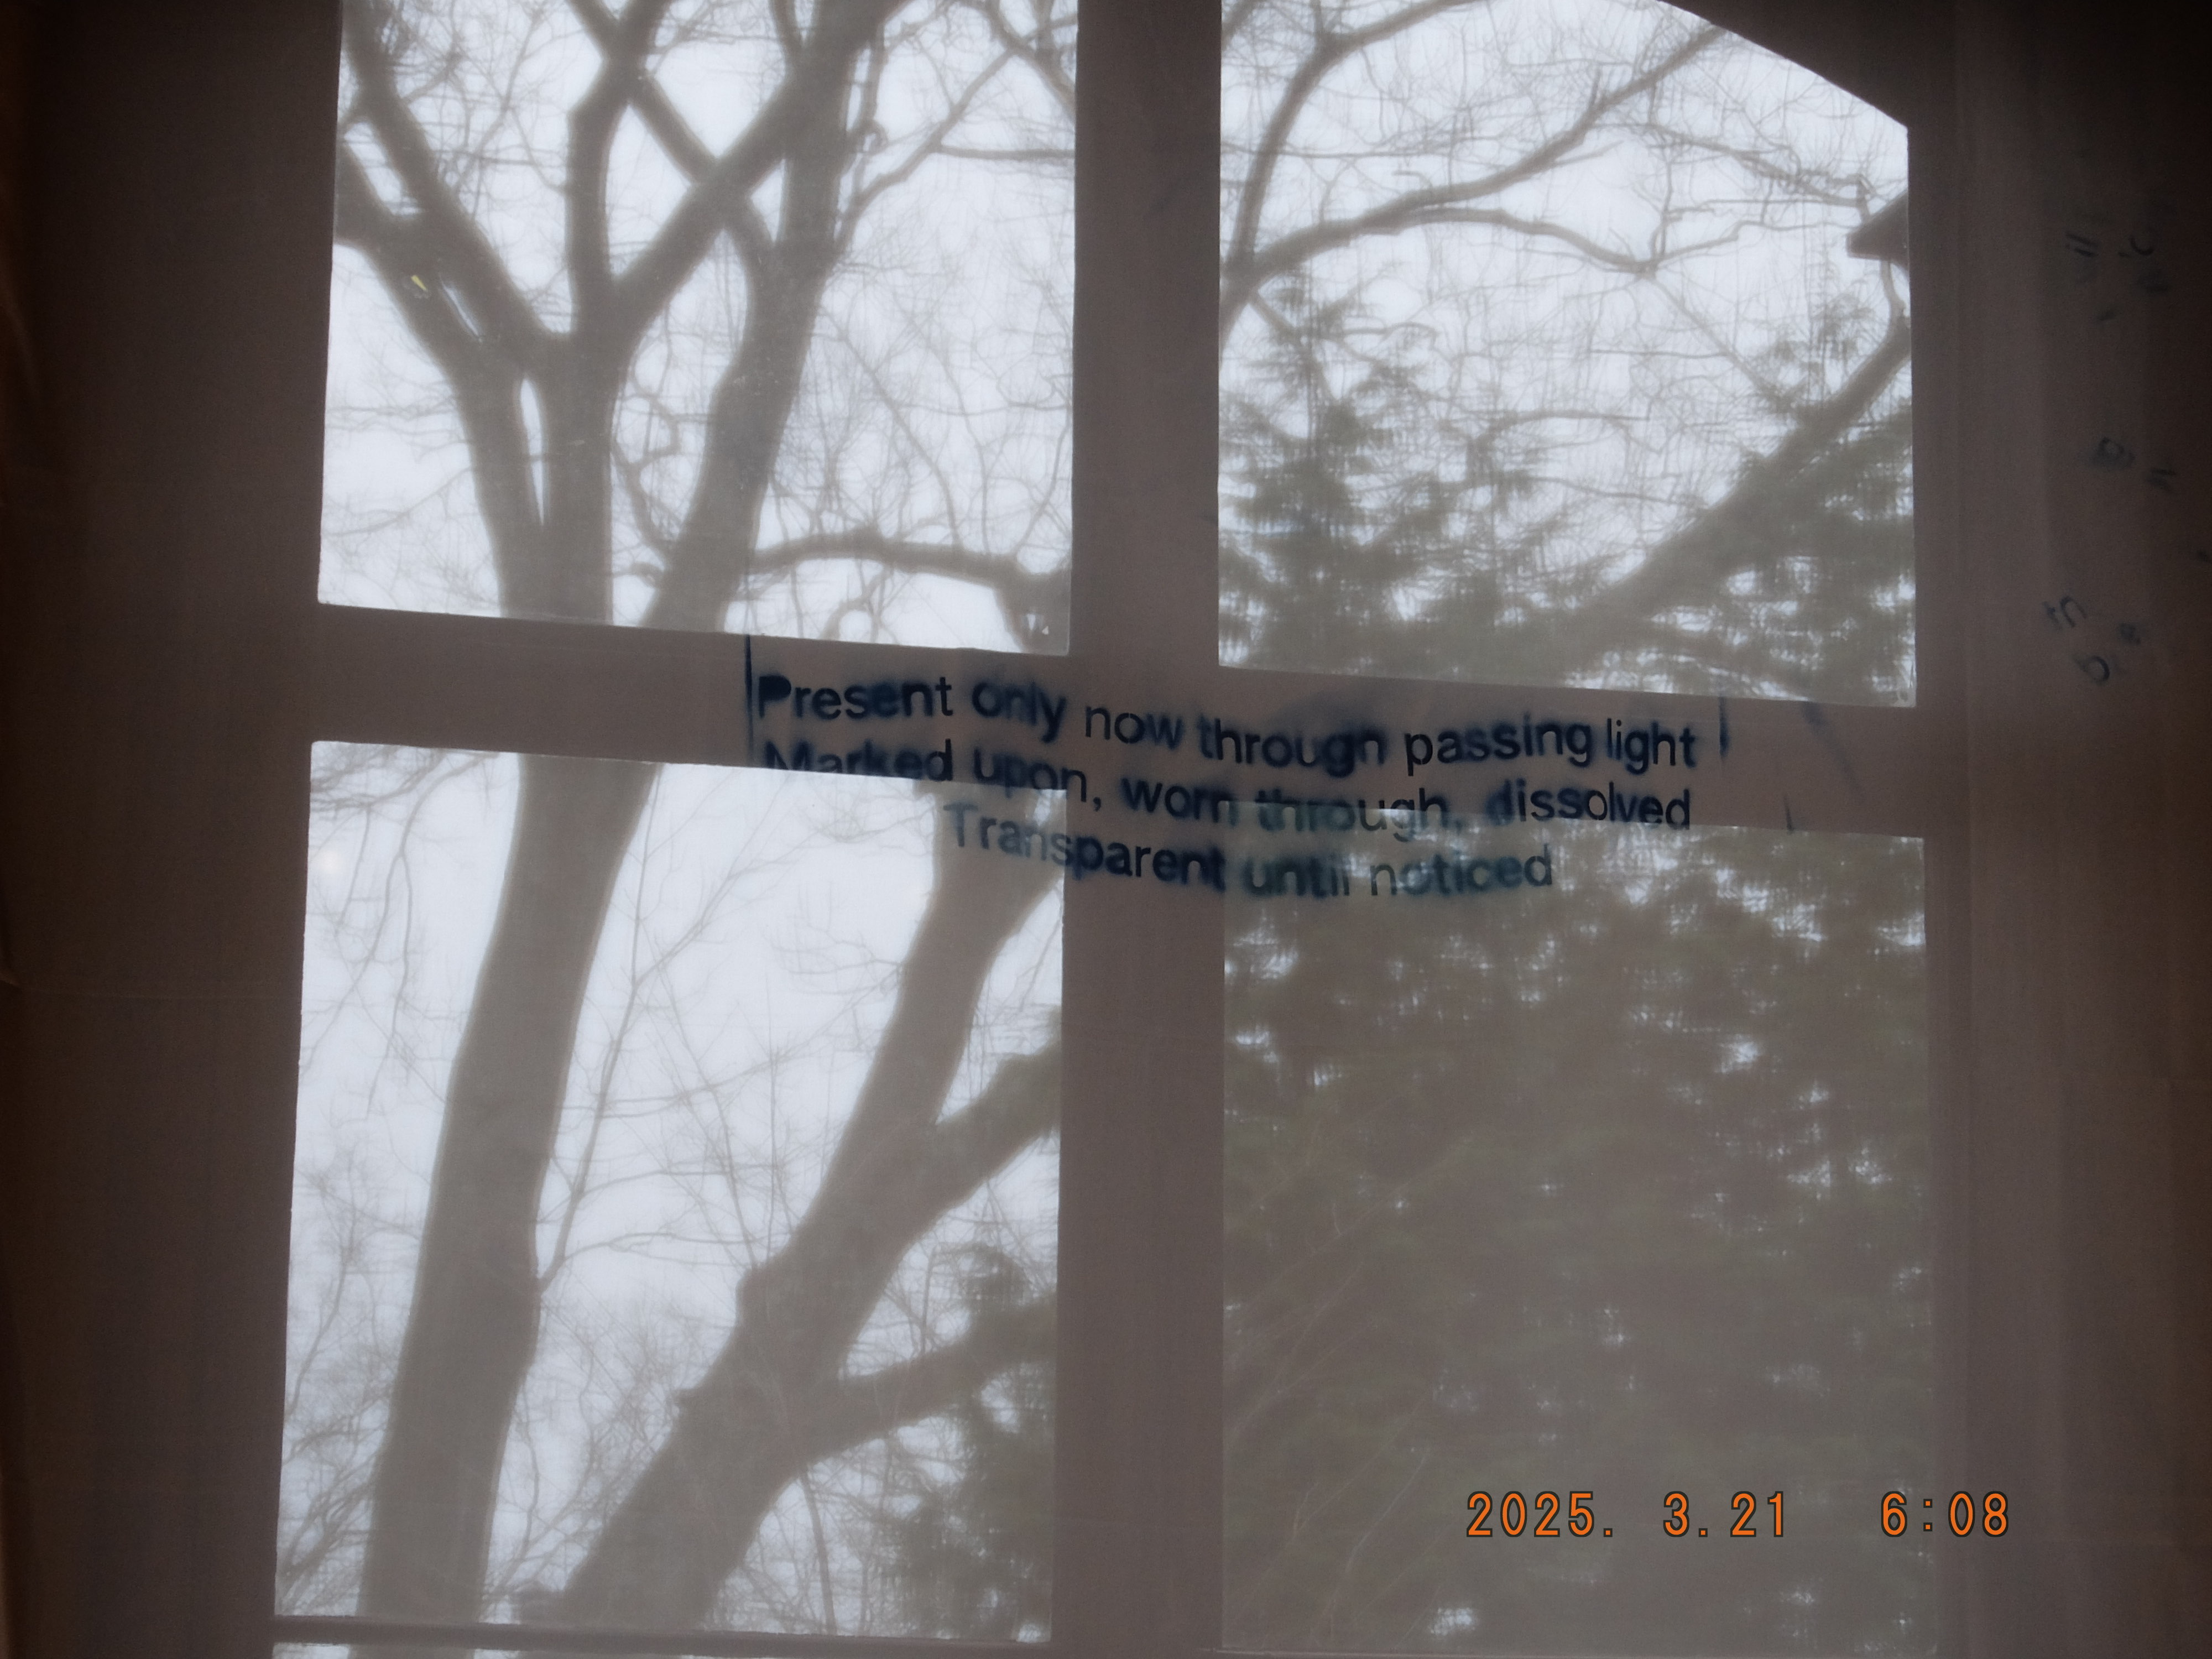 Present only now through passing light
Marked upon, worn through, dissolved
Transparent until noticed
2025. 3.21 6:08